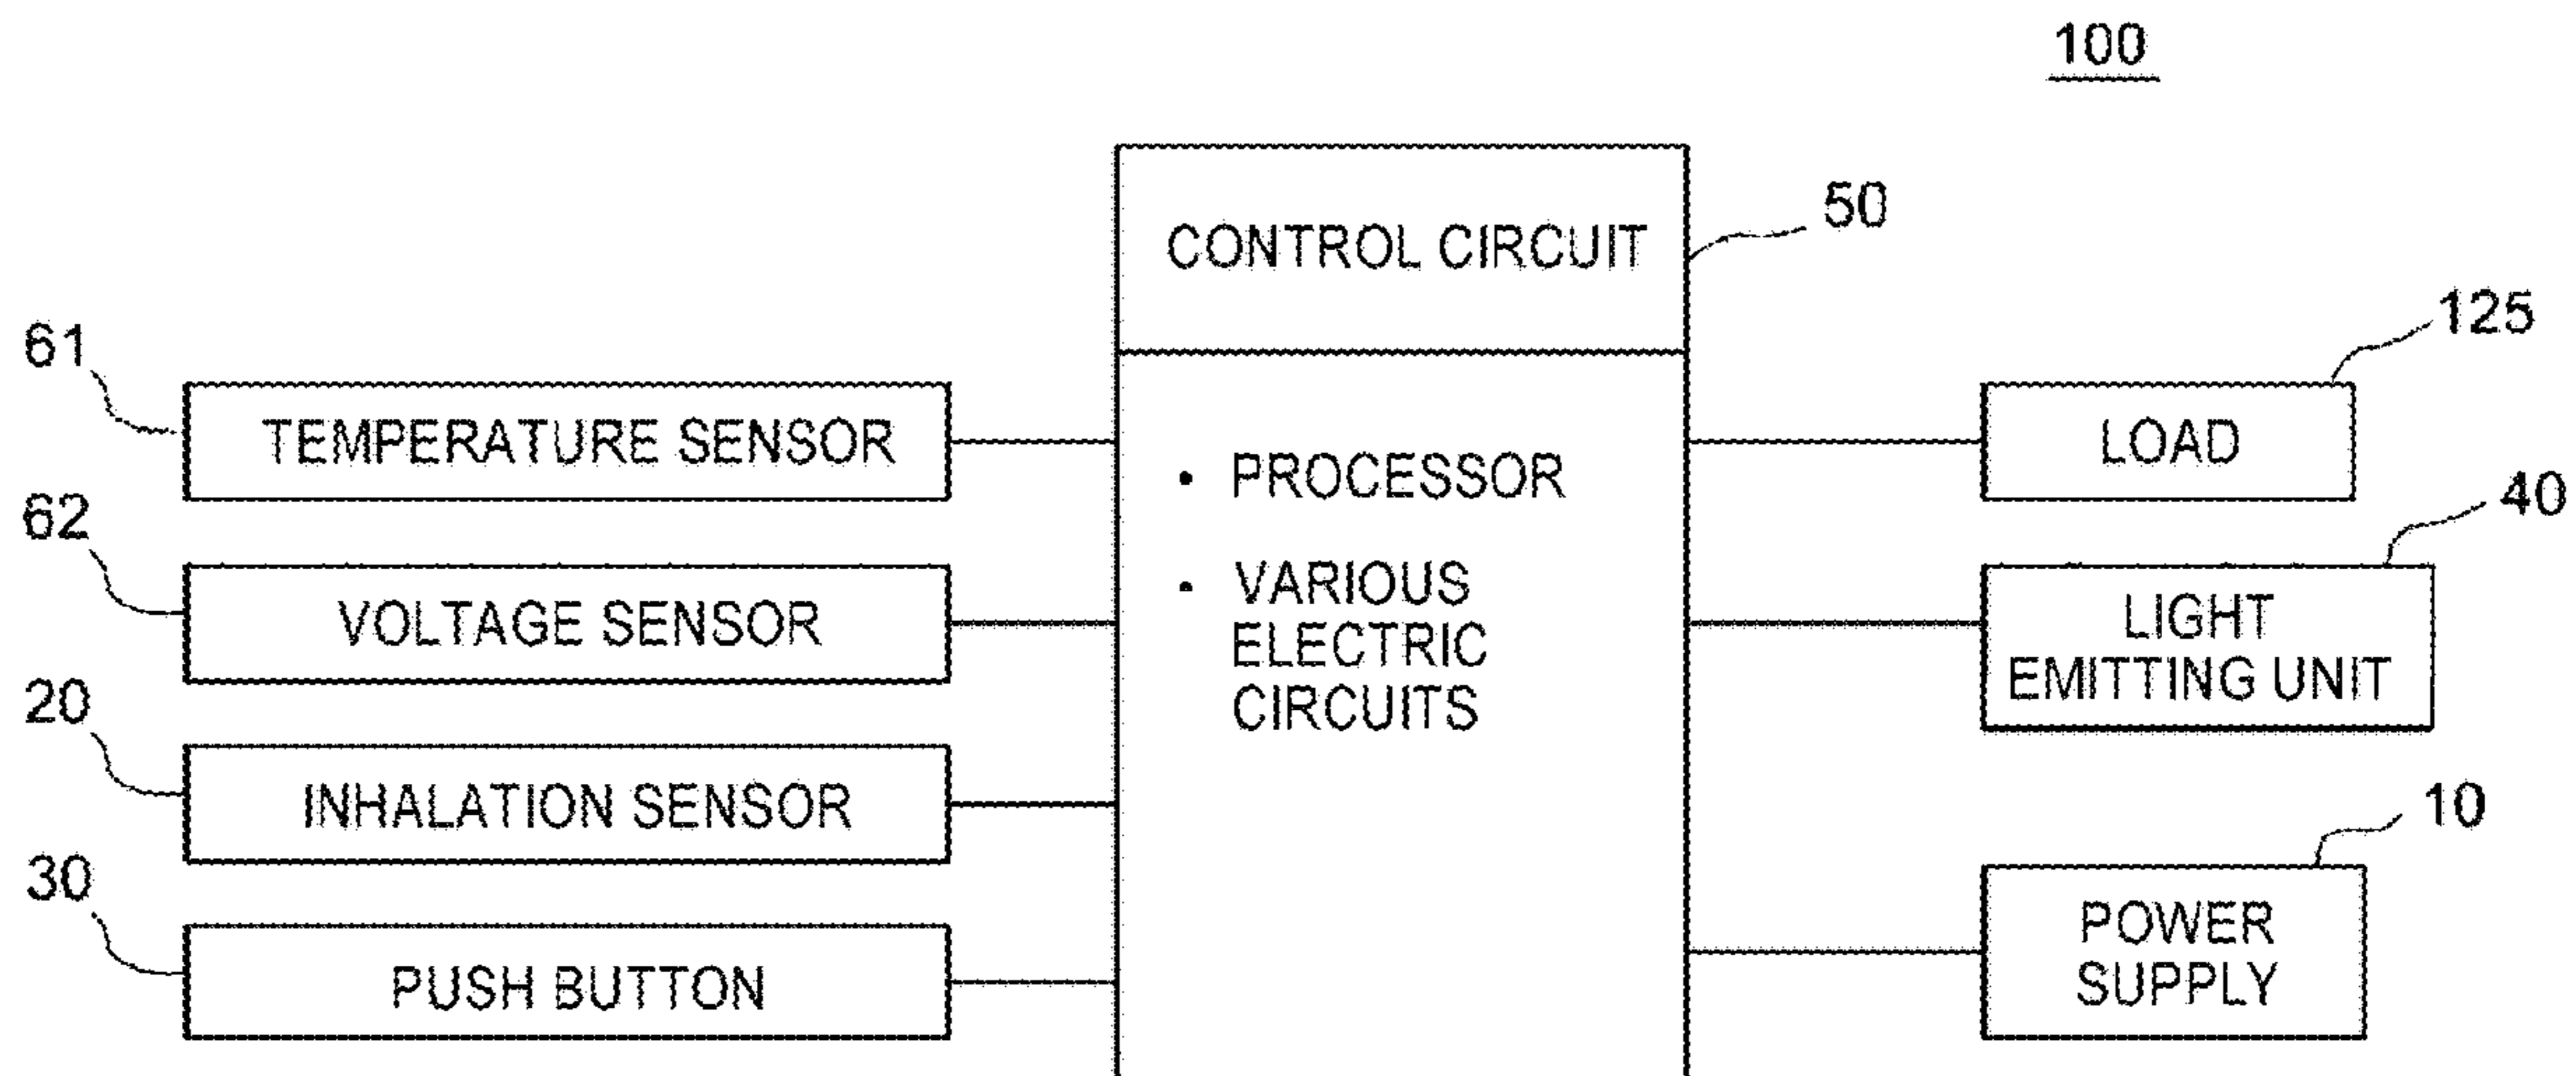 100
CONTROL CIRCUIT
50
• PROCESSOR
• VARIOUS
ELECTRIC
CIRCUITS
61
TEMPERATURE SENSOR
62
VOLTAGE SENSOR
20
INHALATION SENSOR
30
PUSH BUTTON
125
LOAD
40
LIGHT
EMITTING UNIT
10
POWER
SUPPLY